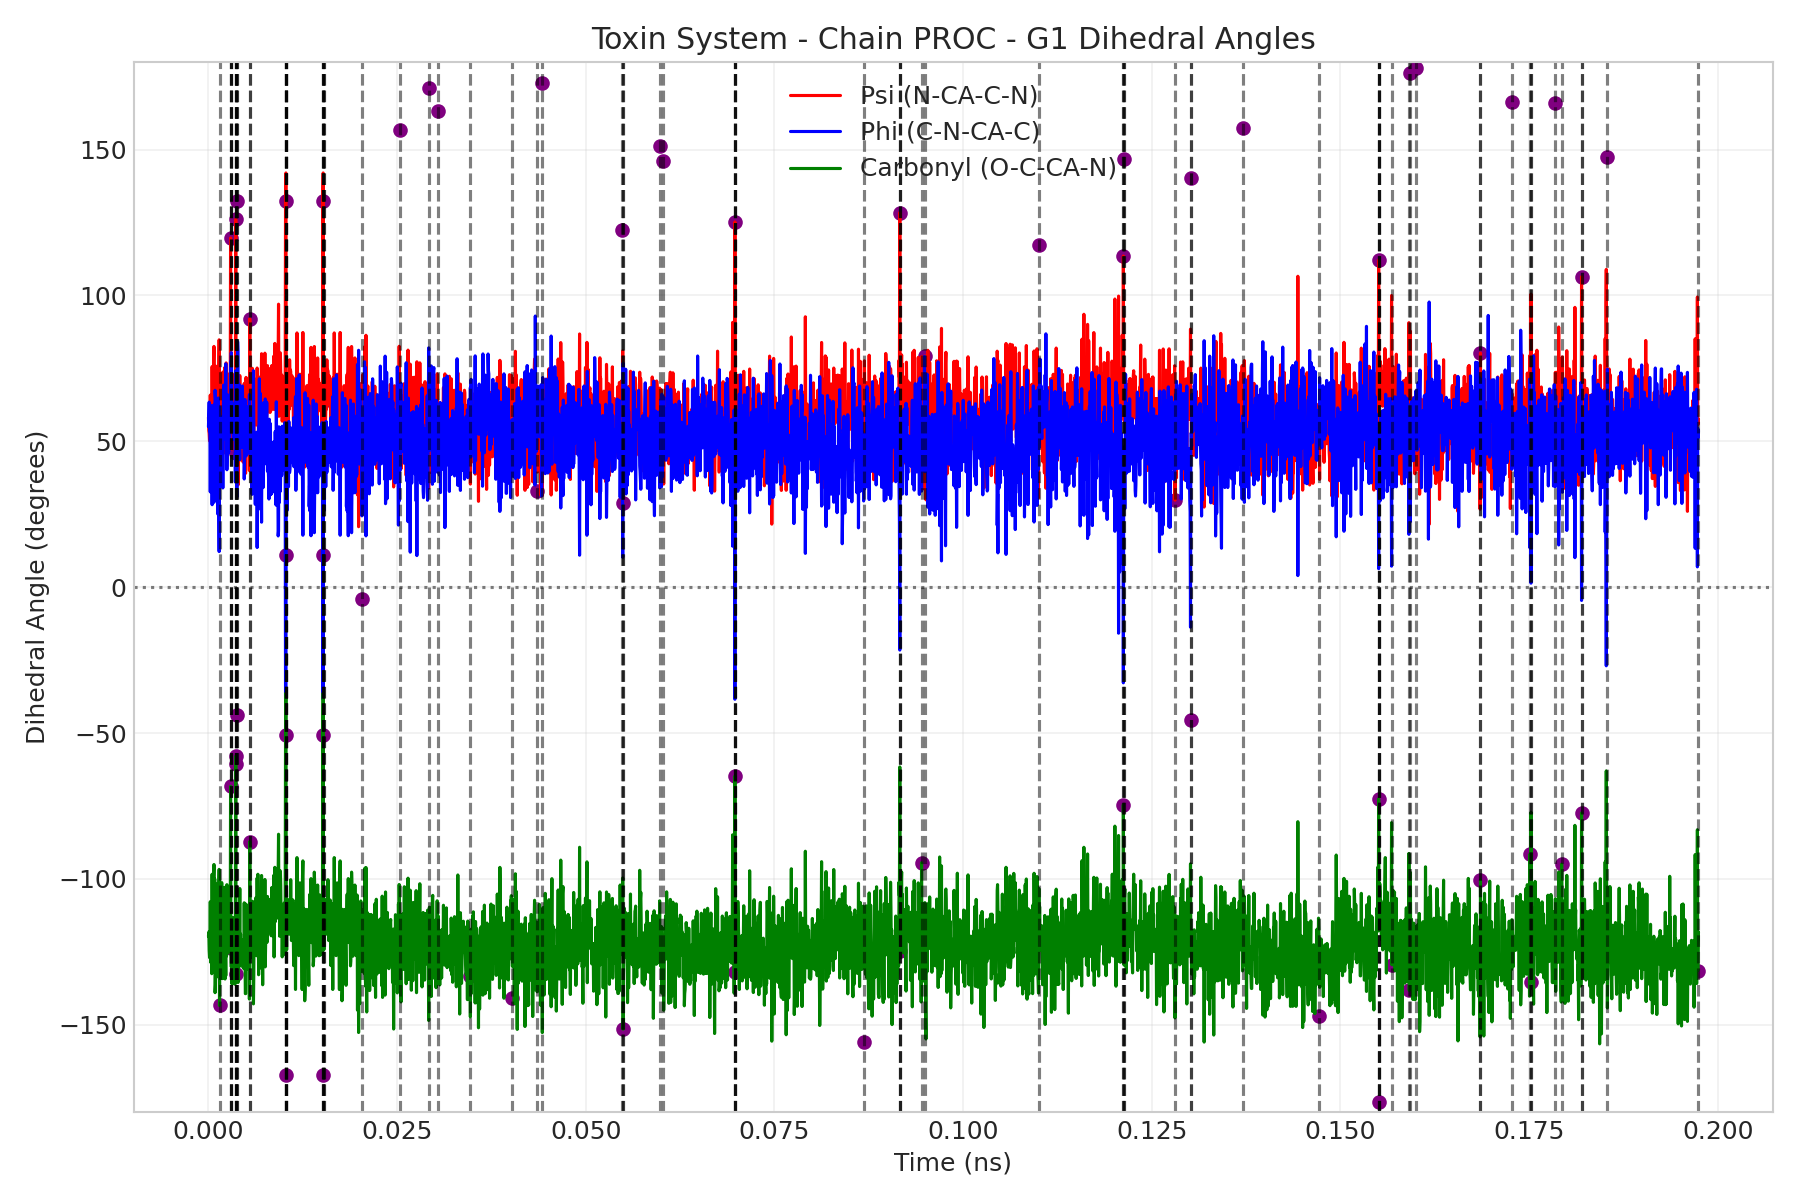 Toxin System - Chain PROC - G1 Dihedral Angles
Psi (N-CA-C-N)
Phi (C-N-CA-C)
Carbonyl (O-C-CA-N)
Dihedral Angle (degrees)
150
100
50
0
−50
−100
−150
0.000
0.025
0.050
0.075
0.100
0.125
0.150
0.175
0.200
Time (ns)